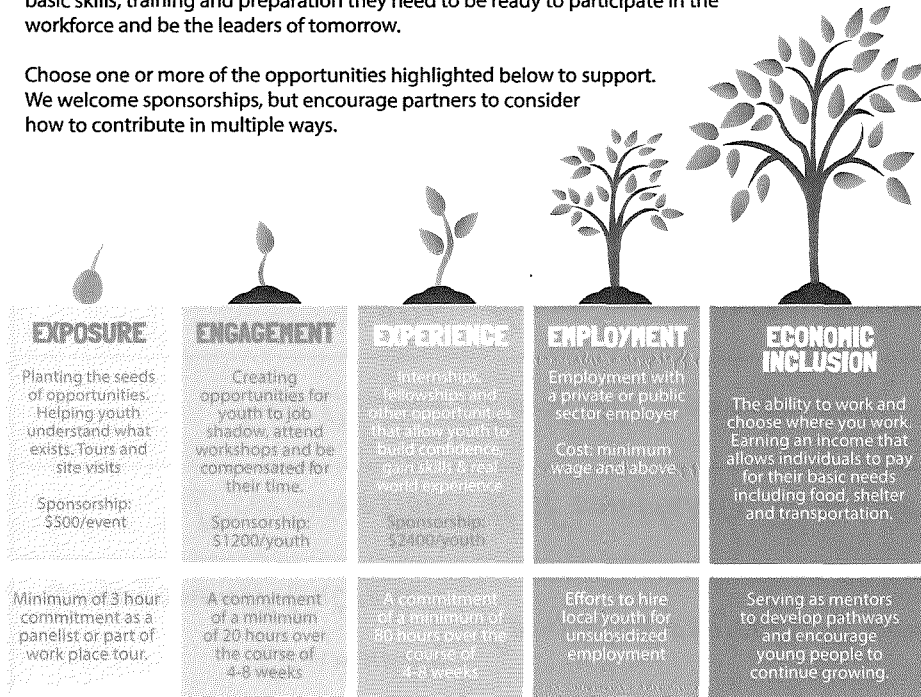 basic skills, training and preparation they need to be ready to participate in the
workforce and be the leaders of tomorrow.
Choose one or more of the opportunities highlighted below to support.
We welcome sponsorships, but encourage partners to consider
how to contribute in multiple ways.
EXPOSURE
Planting the seeds
of opportunities.
Helping youth
understand what
exists. Tours and
site visits
Sponsorship:
$500/event
Minimum of 3 hour
commitment as a
panelist or part of
work place tour.
ENGAGEMENT
Creating
opportunities for
youth to job
shadow, attend
workshops and be
compensated for
their time.
Sponsorship:
$1200/youth
A commitment
of a minimum
of 20 hours over
the course of
4-8 weeks
EXPERIENCE
Internships,
fellowships and
other opportunities
that allow youth to
build confidence,
gain skills & real
world experience
Sponsorship:
$2400/youth
A commitment
of a minimum of
80 hours over the
course of
4-8 weeks
EMPLOYMENT
Employment with
a private or public
sector employer
Cost: minimum
wage and above
Efforts to hire
local youth for
unsubsidized
employment
ECONOMIC
INCLUSION
The ability to work and
choose where you work.
Earning an income that
allows individuals to pay
for their basic needs
including food, shelter
and transportation.
Serving as mentors
to develop pathways
and encourage
young people to
continue growing.